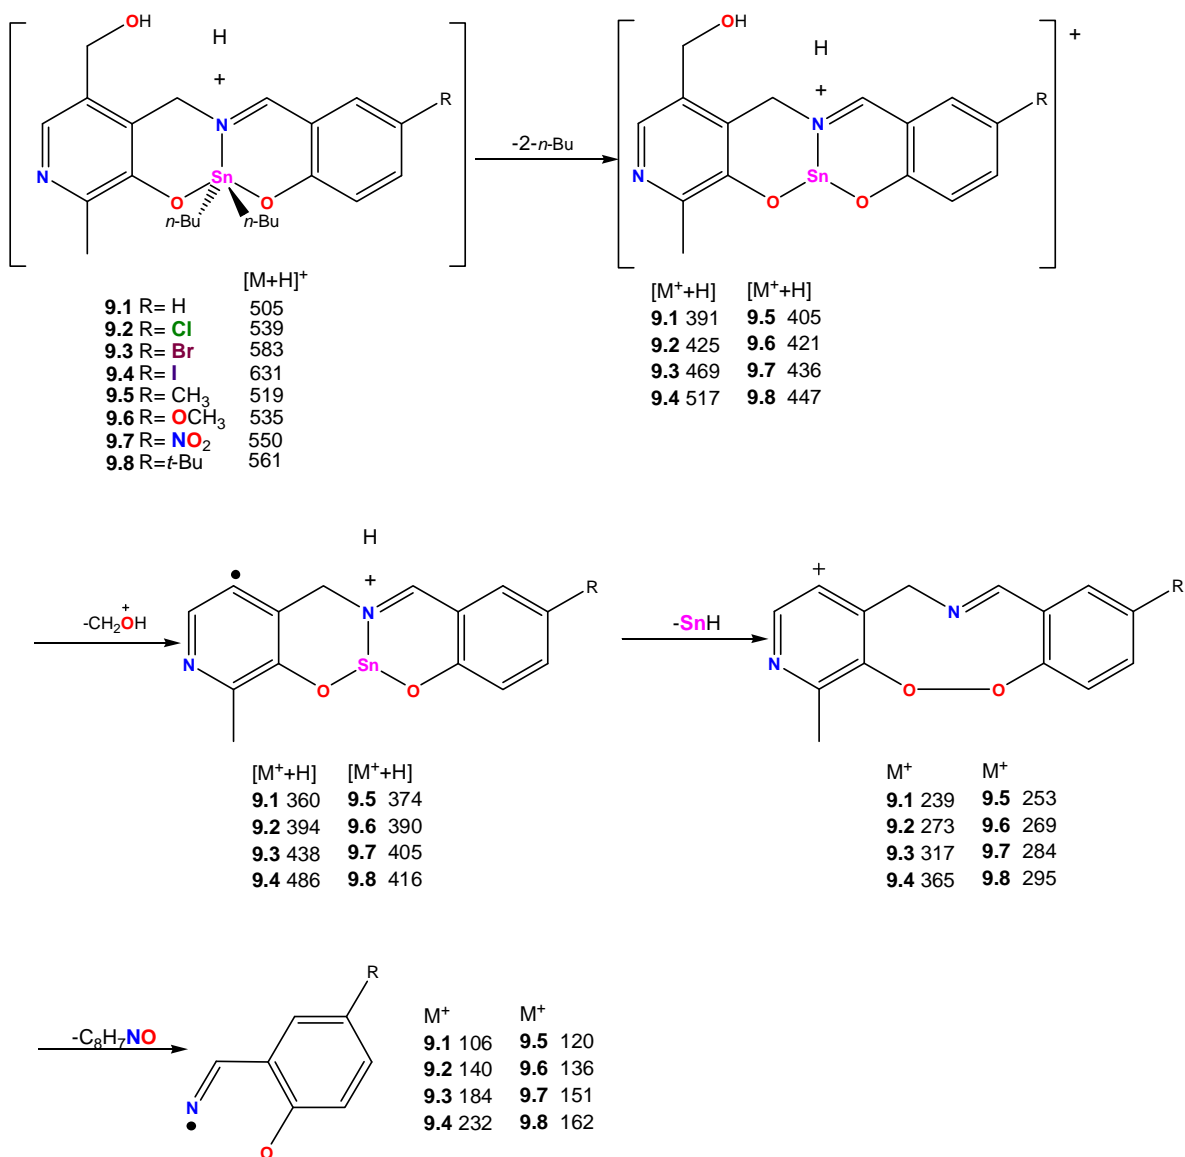 OH
H
+
N
R
N
Sn
O
O
n-Bu
n-Bu
-2-n-Bu
OH
H
+
+
N
R
N
Sn
O
O
[M+H]+
9.1 R= H 505
9.2 R= Cl 539
9.3 R= Br 583
9.4 R= I 631
9.5 R= CH3 519
9.6 R= OCH3 535
9.7 R= NO2 550
9.8 R=t-Bu 561
[M++H] [M++H]
9.1 391 9.5 405
9.2 425 9.6 421
9.3 469 9.7 436
9.4 517 9.8 447
-CH2OH
+
H
+
N
R
N
Sn
O
O
-SnH
+
N
R
N
O
O
[M++H] [M++H]
9.1 360 9.5 374
9.2 394 9.6 390
9.3 438 9.7 405
9.4 486 9.8 416
M+ M+
9.1 239 9.5 253
9.2 273 9.6 269
9.3 317 9.7 284
9.4 365 9.8 295
-C8H7NO
R
N
O
M+ M+
9.1 106 9.5 120
9.2 140 9.6 136
9.3 184 9.7 151
9.4 232 9.8 162